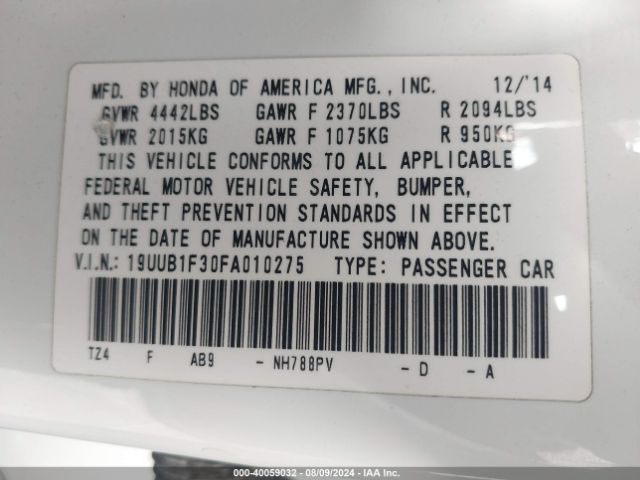 MFD. BY HONDA OF AMERICA MFG., INC. 12/'14
GVWR 4442LBS GAWR F 2370LBS R 2094LBS
GVWR 2015KG GAWR F 1075KG R 950KG
THIS VEHICLE CONFORMS TO ALL APPLICABLE
FEDERAL MOTOR VEHICLE SAFETY, BUMPER,
AND THEFT PREVENTION STANDARDS IN EFFECT
ON THE DATE OF MANUFACTURE SHOWN ABOVE.
V.I.N.: 19UUB1F30FA010275 TYPE: PASSENGER CAR
TZ4 F AB9 - NH788PV - D - A
000-40059032 - 08/09/2024 - IAA Inc.